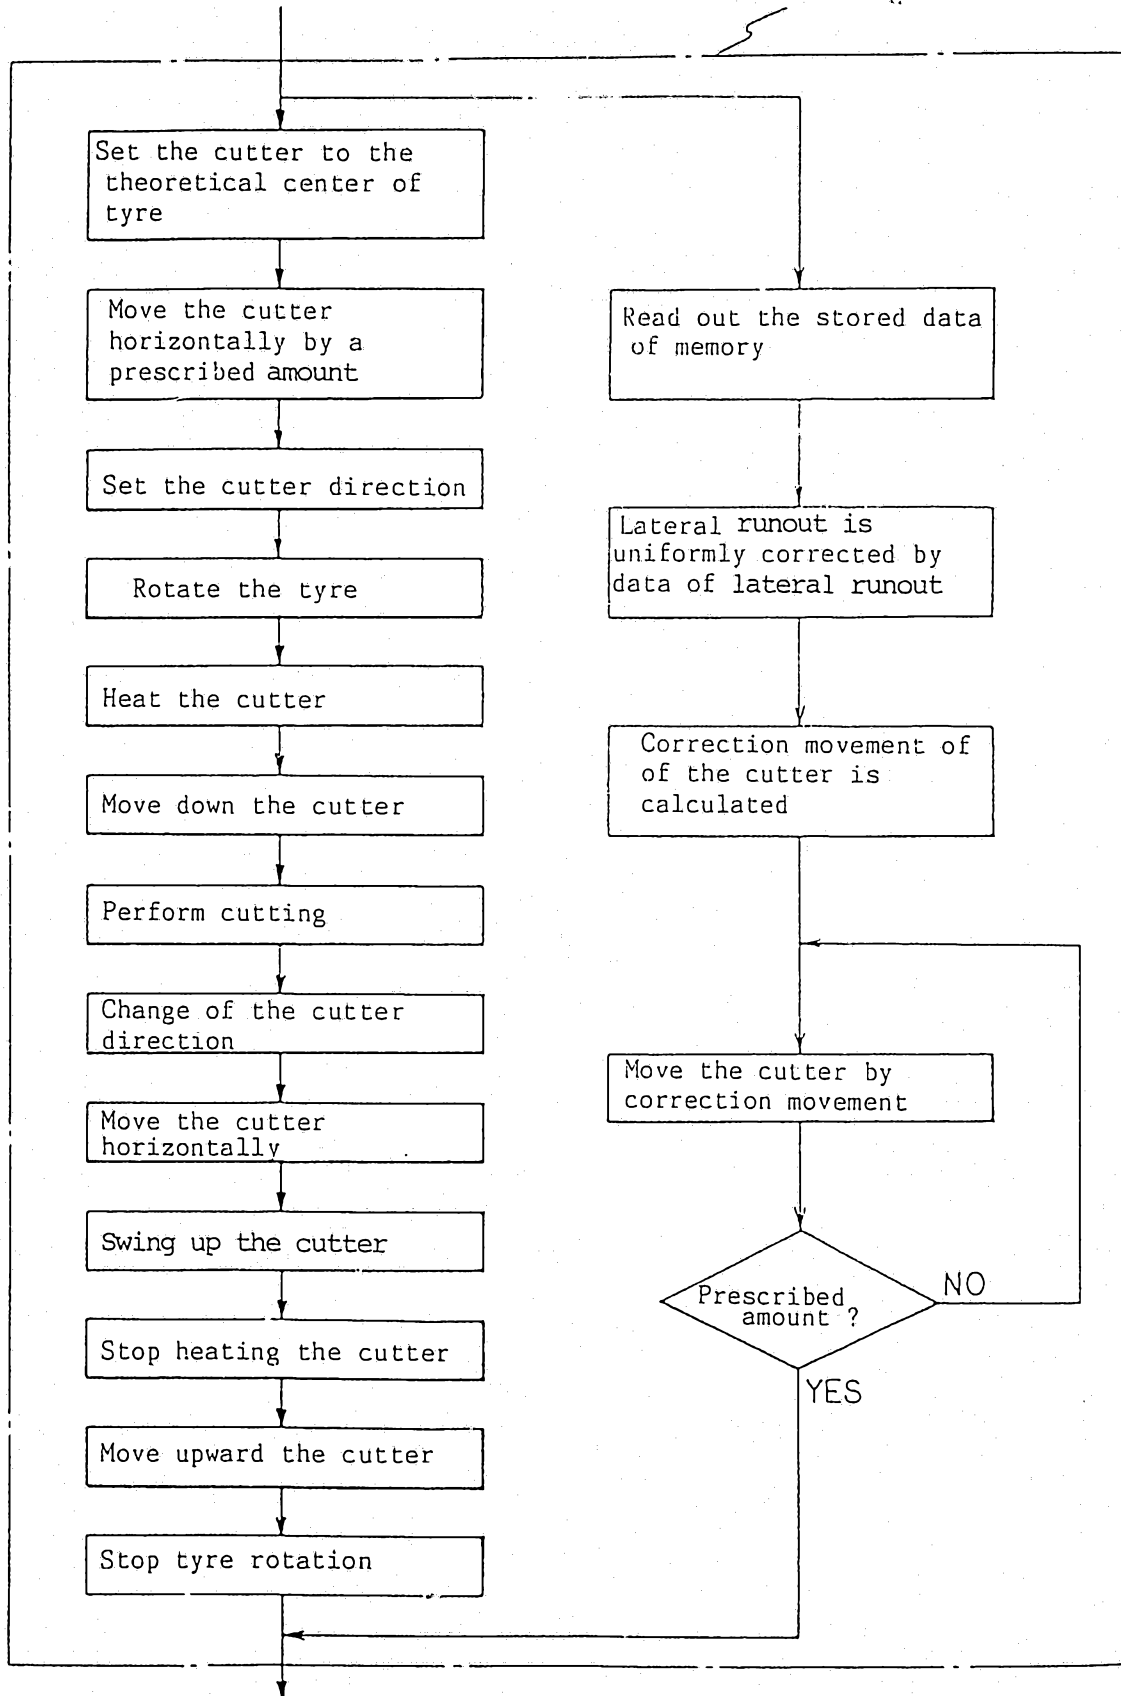 Set the cutter to the
theoretical center of
tyre
Move the cutter
horizontally by a
prescribed amount
Set the cutter direction
Rotate the tyre
Heat the cutter
Move down the cutter
Perform cutting
Change of the cutter
direction
Move the cutter
horizontally
Swing up the cutter
Stop heating the cutter
Move upward the cutter
Stop tyre rotation
Read out the stored data
of memory
Lateral runout is
uniformly corrected by
data of lateral runout
Correction movement of
of the cutter is
calculated
Move the cutter by
correction movement
Prescribed
amount ?
NO
YES